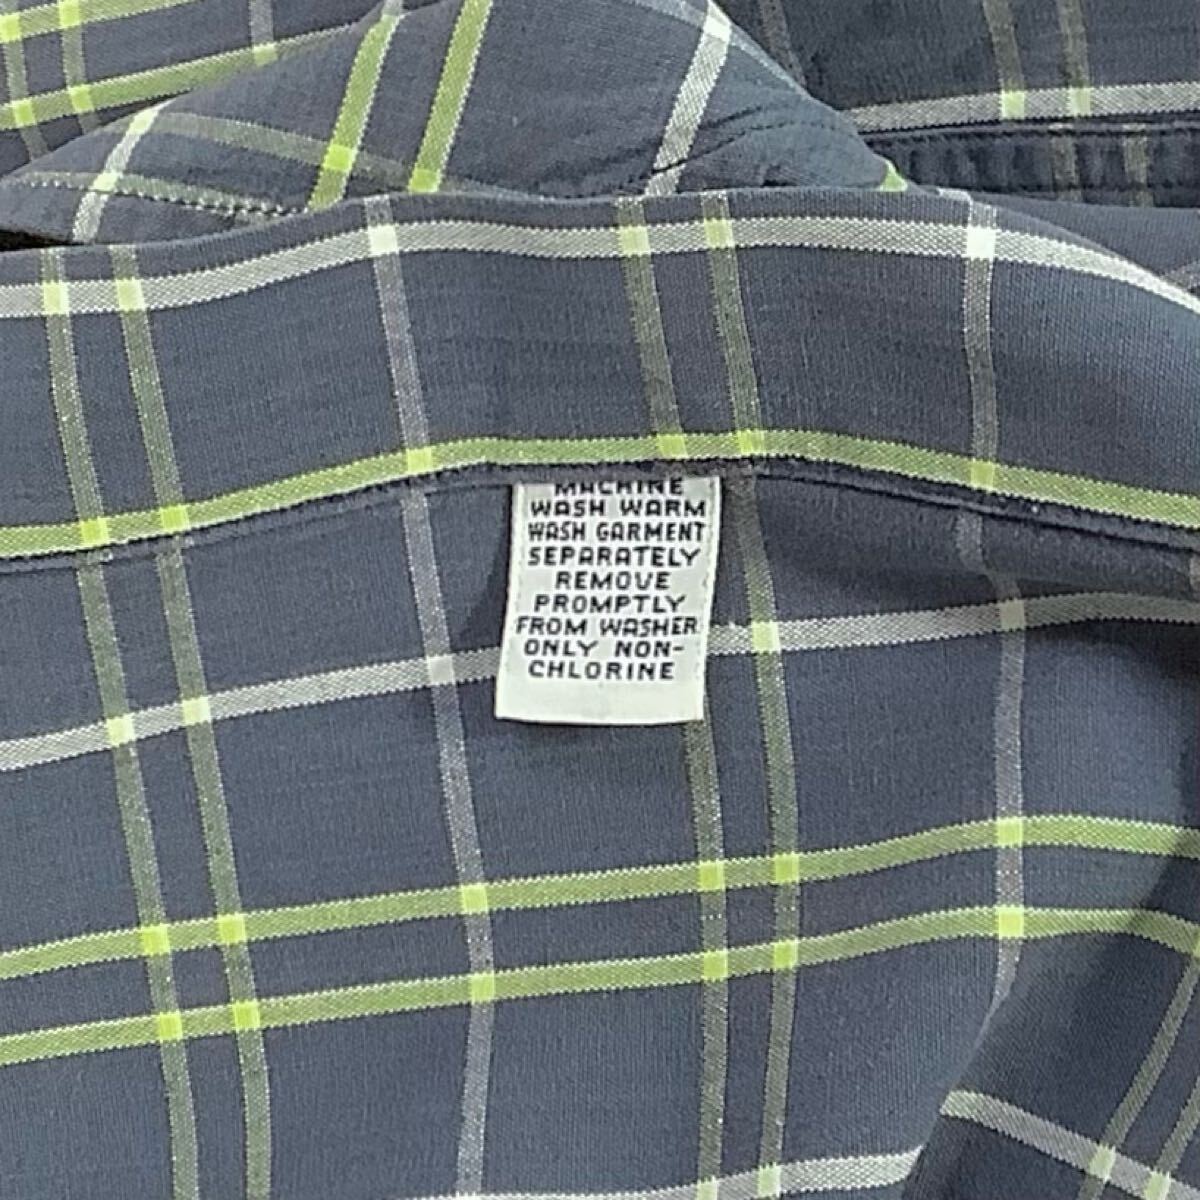 MACHINE
WASH WARM
WASH GARMENT
SEPARATELY
REMOVE
PROMPTLY
FROM WASHER
ONLY NON-
CHLORINE